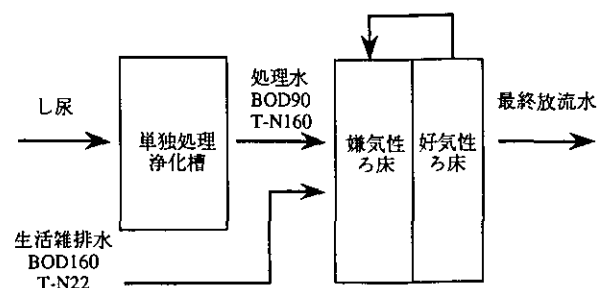 し尿
単独処理
浄化槽
処理水
BOD90
T-N160
嫌気性
ろ床
好気性
ろ床
最終放流水
生活雑排水
BOD160
T-N22